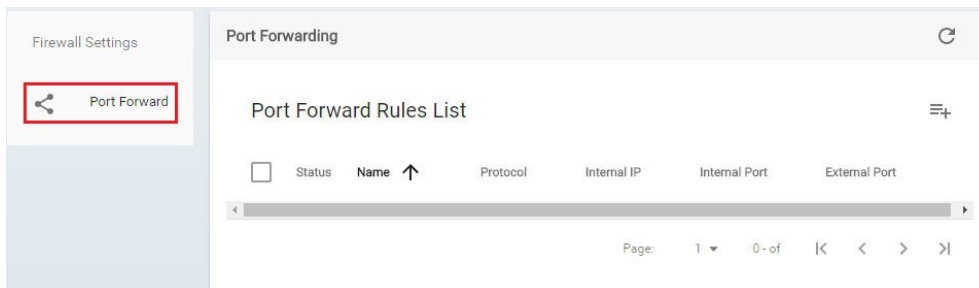 Firewall Settings
Port Forward
Port Forwarding
Port Forward Rules List
Status Name Protocol Internal IP Internal Port External Port
Page: 1 0 - of